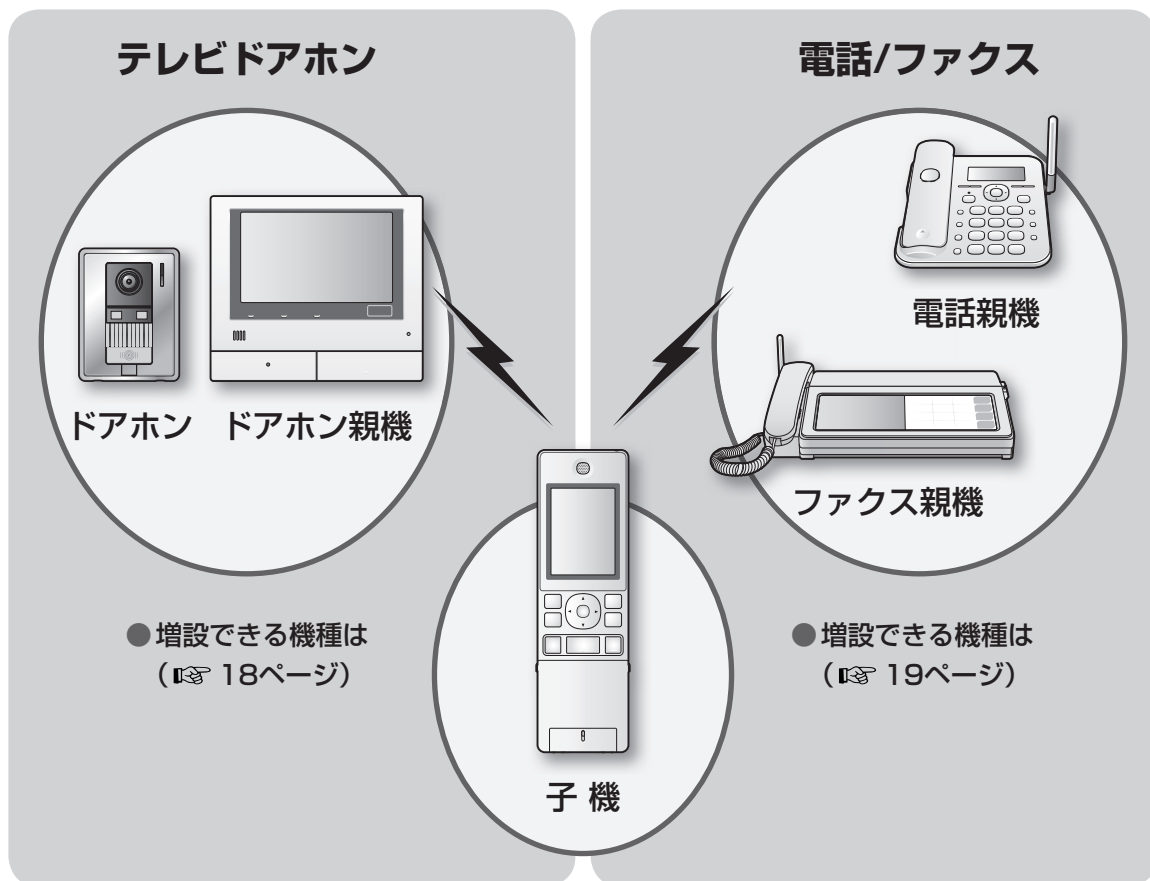 テレビドアホン
ドアホン
ドアホン親機
●増設できる機種は
（☞ 18ページ）
電話/ファクス
電話親機
ファクス親機
●増設できる機種は
（☞ 19ページ）
子 機